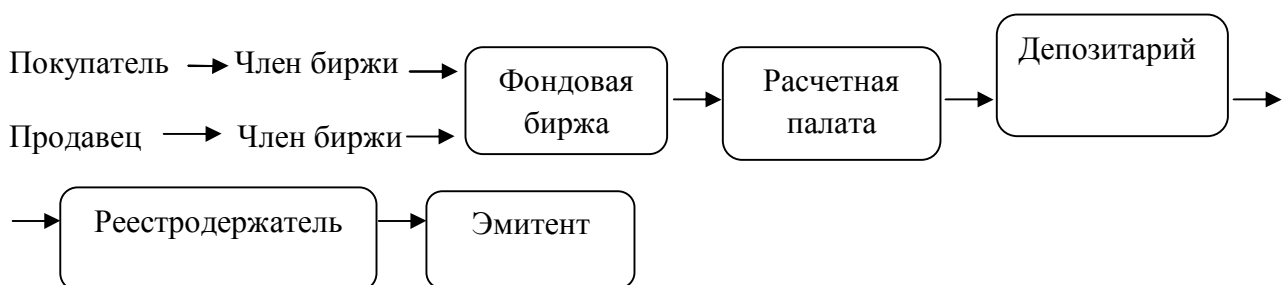 Покупатель Член биржи
Фондовая
биржа
Расчетная
палата
Депозитарий
Продавец Член биржи
Реестродержатель
Эмитент